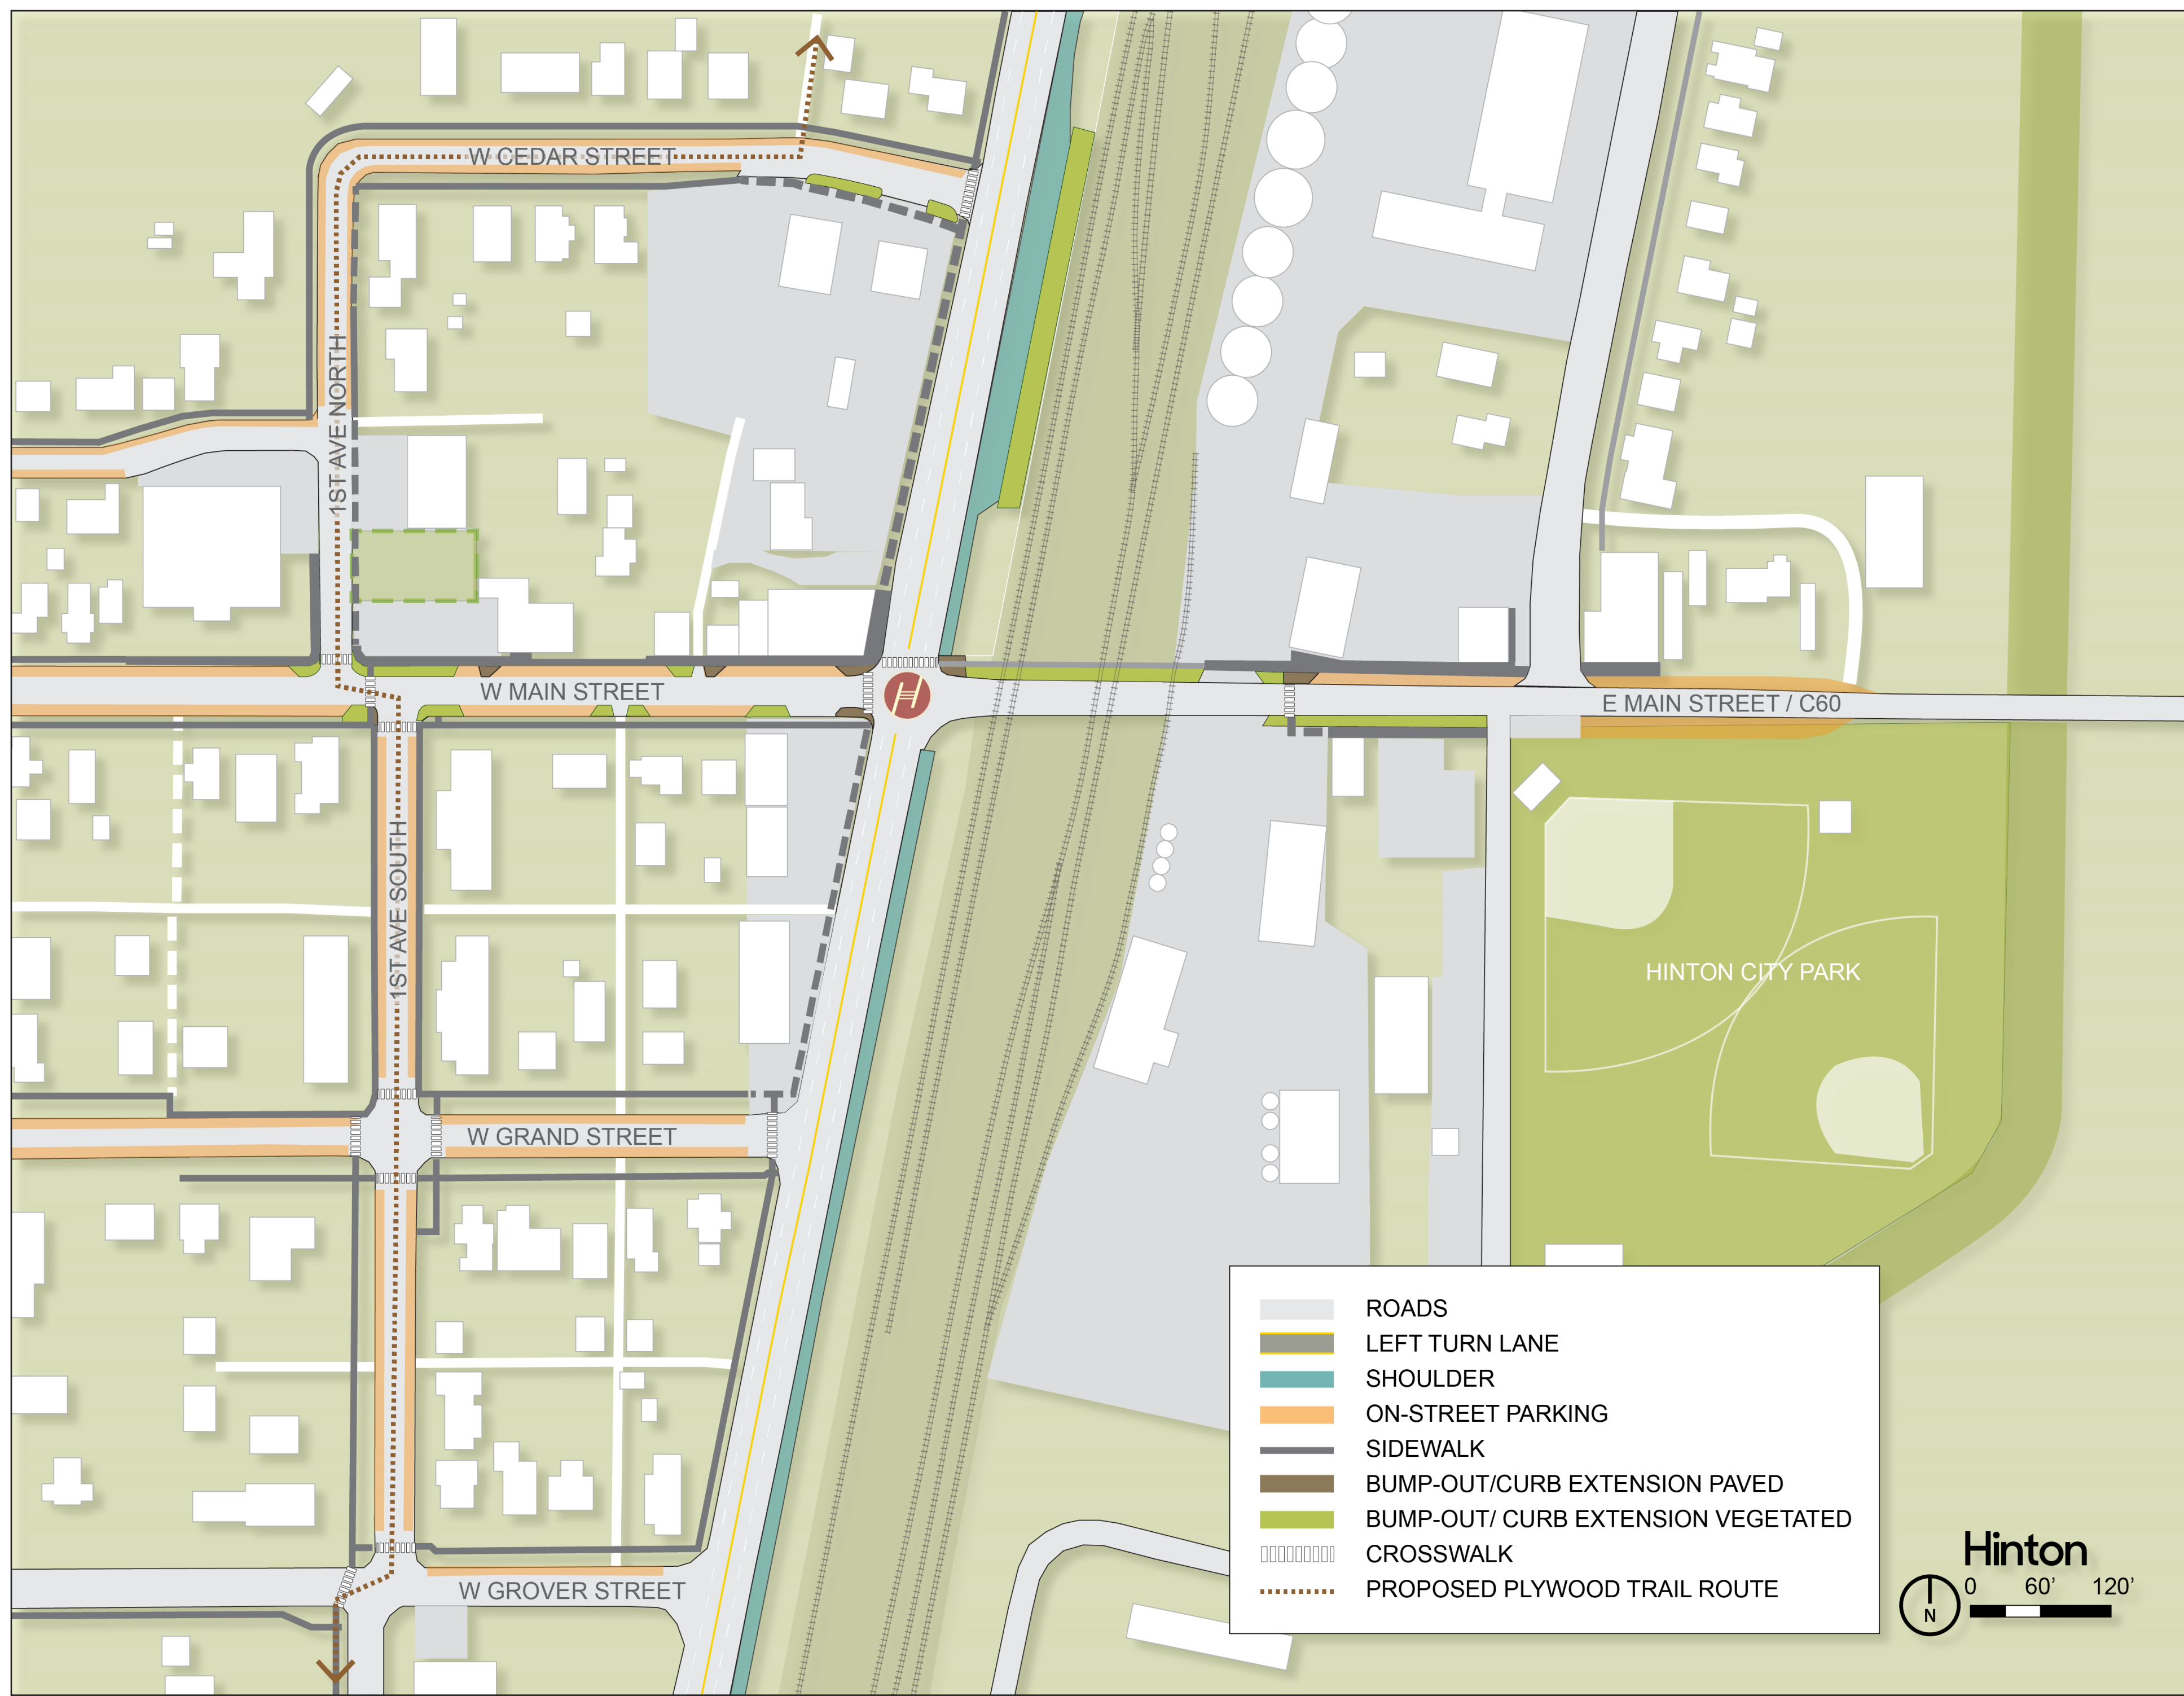 W CEDAR STREET
1ST AVE NORTH
W MAIN STREET
H
E MAIN STREET / C60
1ST AVE SOUTH
HINTON CITY PARK
W GRAND STREET
W GROVER STREET
ROADS
LEFT TURN LANE
SHOULDER
ON-STREET PARKING
SIDEWALK
BUMP-OUT/CURB EXTENSION PAVED
BUMP-OUT/ CURB EXTENSION VEGETATED
CROSSWALK
PROPOSED PLYWOOD TRAIL ROUTE
Hinton
0 60' 120'
N